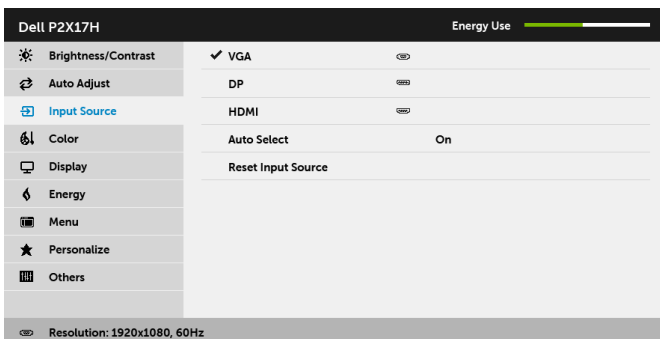 Dell P2X17H
Energy Use
Brightness/Contrast
Auto Adjust
Input Source
Color
Display
Energy
Menu
Personalize
Others
VGA
DP
HDMI
Auto Select On
Reset Input Source
Resolution: 1920x1080, 60Hz